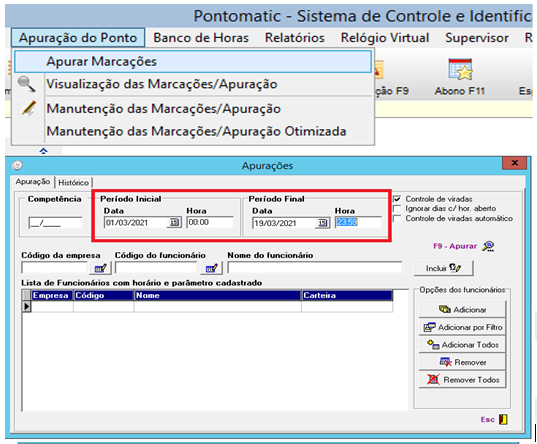 Pontomatic - Sistema de Controle e Identific
Apuração do Ponto Banco de Horas Relatórios Relógio Virtual Supervisor R
Apurar Marcações
Visualização das Marcações/Apuração
Manutenção das Marcações/Apuração
Manutenção das Marcações/Apuração Otimizada
ção F9 Abono F11 Esp
Apurações
Apuração Histórico
Competência Período Inicial Período Final
Data Hora Data Hora
__/____ 01/03/2021 15 00:00 19/03/2021 15 23:59
Controle de viradas
Ignorar dias c/ hor. aberto
Controle de viradas automático
F9 - Apurar
Código da empresa Código do funcionário Nome do funcionário
Incluir
Lista de Funcionários com horário e parâmetro cadastrado
Opções dos funcionários
Empresa Código Nome Carteira
Adicionar
Adicionar por Filtro
Adicionar Todos
Remover
Remover Todos
Esc